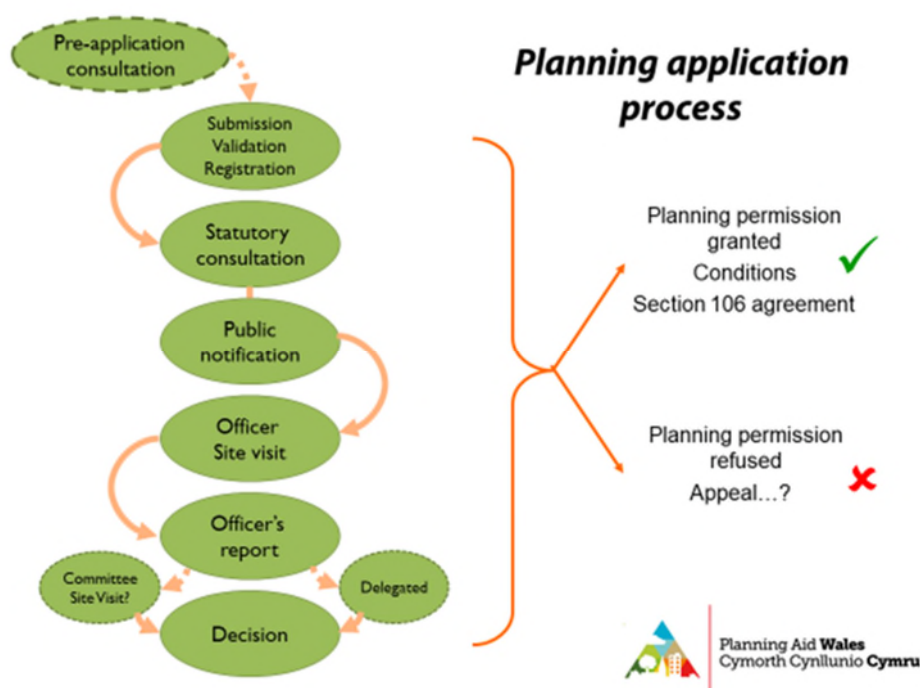 Pre-application
consultation
Planning application
process
Submission
Validation
Registration
Statutory
consultation
Public
notification
Officer
Site visit
Officer's
report
Committee
Site Visit?
Delegated
Decision
Planning permission
granted
Conditions
Section 106 agreement
Planning permission
refused
Appeal...?
Planning Aid Wales
Cymorth Cynllunio Cymru